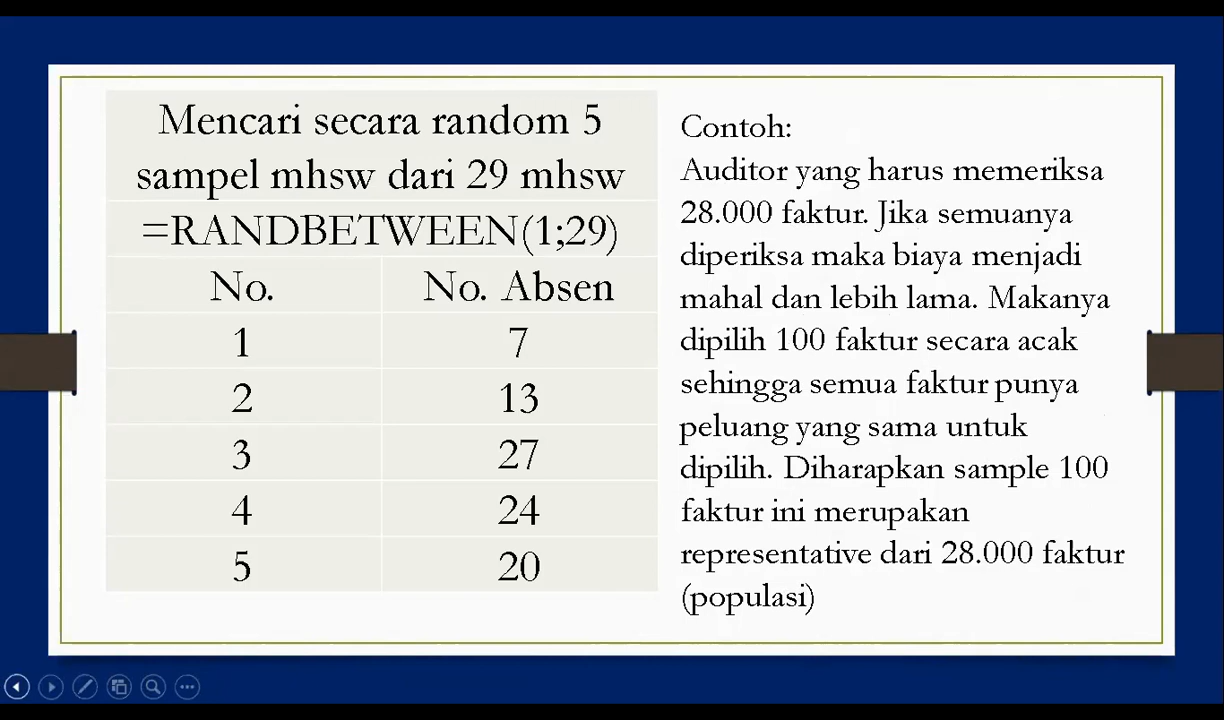 Mencari secara random 5
sampel mhsw dari 29 mhsw
=RANDBETWEEN(1;29)
No. No. Absen
1 7
2 13
3 27
4 24
5 20
Contoh:
Auditor yang harus memeriksa
28.000 faktur. Jika semuanya
diperiksa maka biaya menjadi
mahal dan lebih lama. Makanya
dipilih 100 faktur secara acak
sehingga semua faktur punya
peluang yang sama untuk
dipilih. Diharapkan sample 100
faktur ini merupakan
representative dari 28.000 faktur
(populasi)